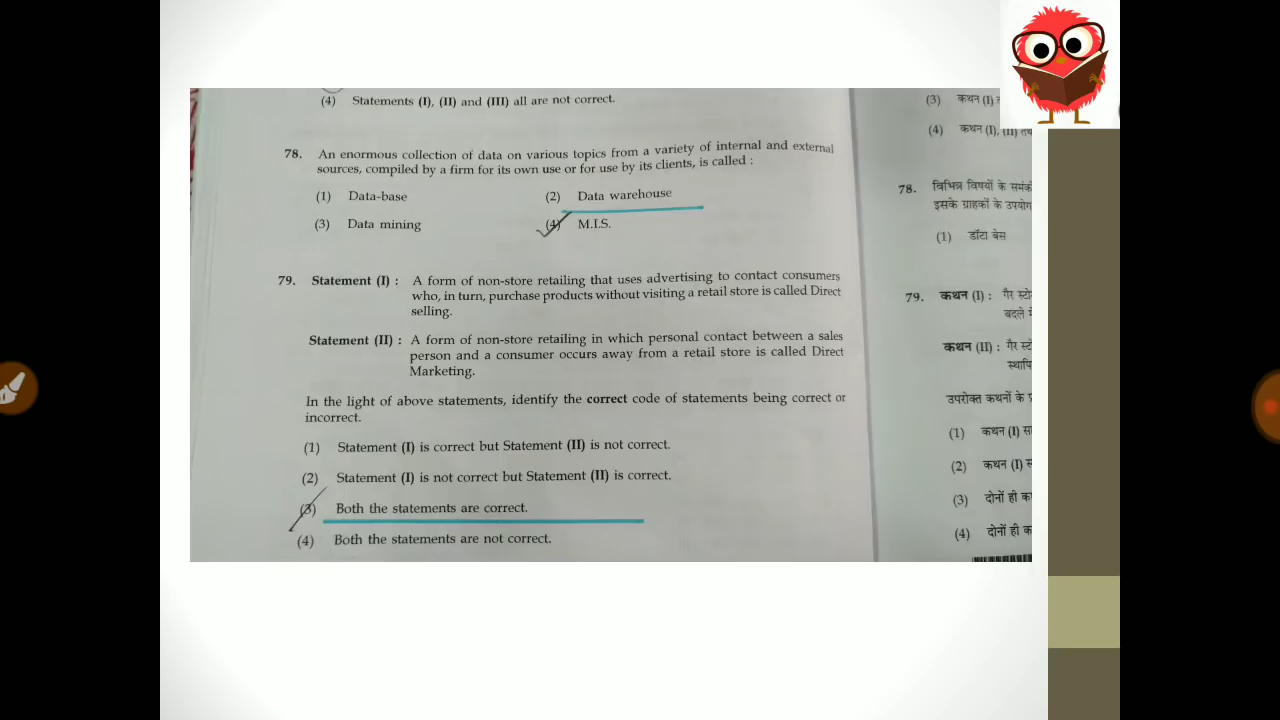 (4) Statements (I), (II) and (III) all are not correct.
78. An enormous collection of data on various topics from a variety of internal and external
sources, compiled by a firm for its own use or for use by its clients, is called :
(1) Data-base (2) Data warehouse
(3) Data mining (4) M.I.S.
79. Statement (I) : A form of non-store retailing that uses advertising to contact consumers
who, in turn, purchase products without visiting a retail store is called Direct
selling.
Statement (II) : A form of non-store retailing in which personal contact between a sales
person and a consumer occurs away from a retail store is called Direct
Marketing.
In the light of above statements, identify the correct code of statements being correct or
incorrect.
(1) Statement (I) is correct but Statement (II) is not correct.
(2) Statement (I) is not correct but Statement (II) is correct.
(3) Both the statements are correct.
(4) Both the statements are not correct.
(3) कथन (I)
(4) कथन (I), (III)
78. विभिन्न विषयों के
इसके ग्राहकों के उपयोग
(1) डॉटा बेस
79. कथन (I) : गैर
बदले
कथन (II) : गैर
उपरोक्त कथनों के
(1) कथन (I)
(2) कथन (I)
(3) दोनों ही
(4) दोनों ही